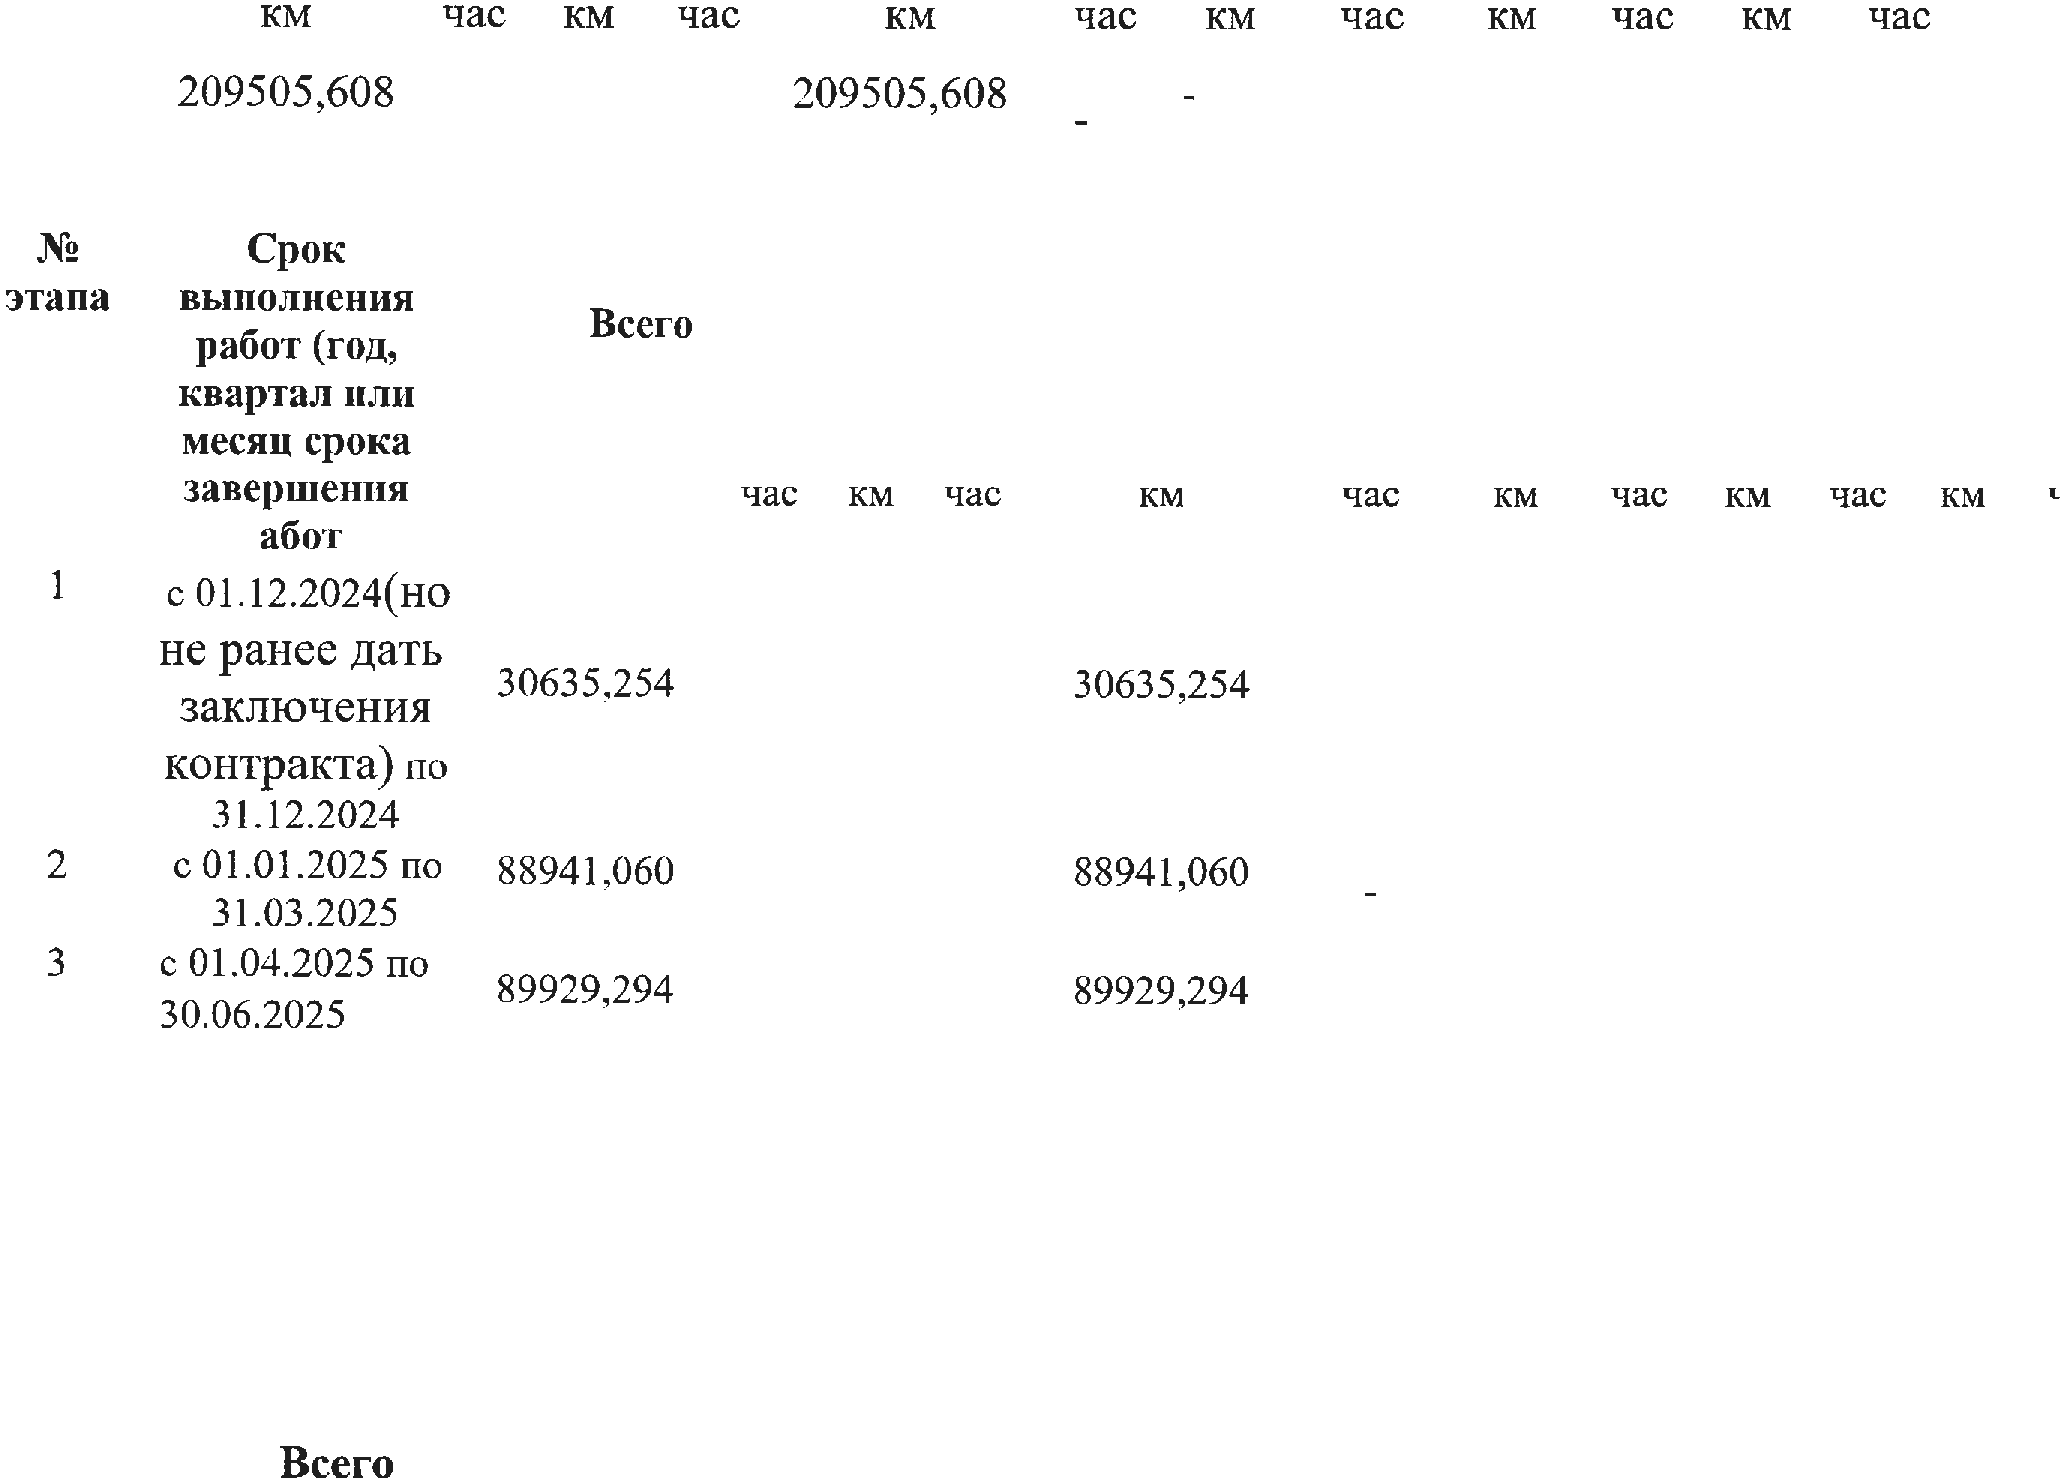 км час км час км час км час км час км час
209505,608 209505,608 - -
№ этапа
Срок
выполнения
работ (год,
квартал или
месяц срока
завершения
абот
Всего
час км час км час км час км час км
1 с 01.12.2024(но
не ранее дать
заключения
контракта) по
31.12.2024
30635,254 30635,254
2 с 01.01.2025 по
31.03.2025
88941,060 88941,060 -
3 с 01.04.2025 по
30.06.2025
89929,294 89929,294
Всего